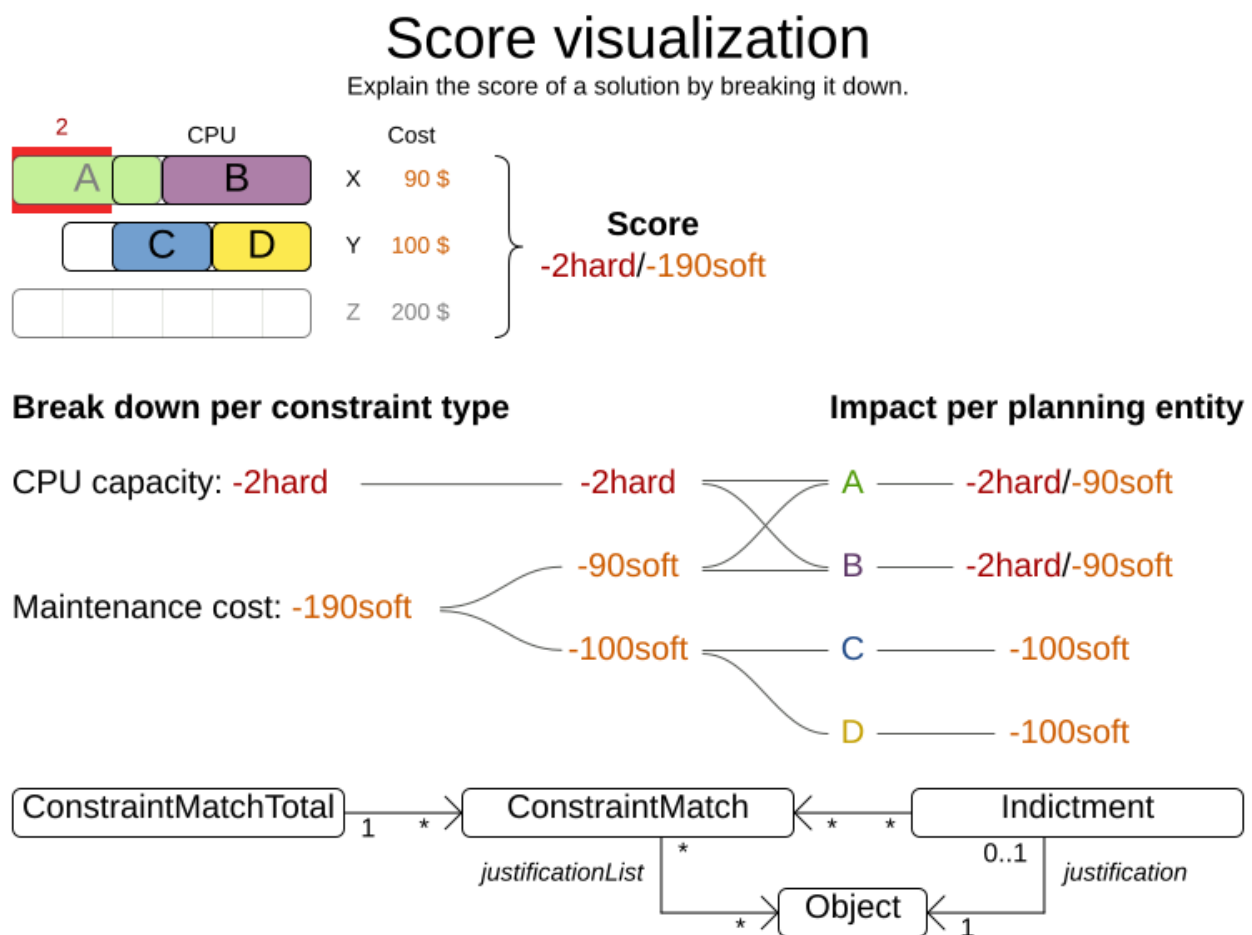 Score visualization
Explain the score of a solution by breaking it down.
2 CPU Cost
A B X 90 $
C D Y 100 $
Z 200 $
Score
-2hard/-190soft
Break down per constraint type Impact per planning entity
CPU capacity: -2hard -2hard A -2hard/-90soft
-90soft B -2hard/-90soft
Maintenance cost: -190soft
-100soft C -100soft
D -100soft
ConstraintMatchTotal 1 * ConstraintMatch * * Indictment
* 0..1
justificationList justification
* Object 1